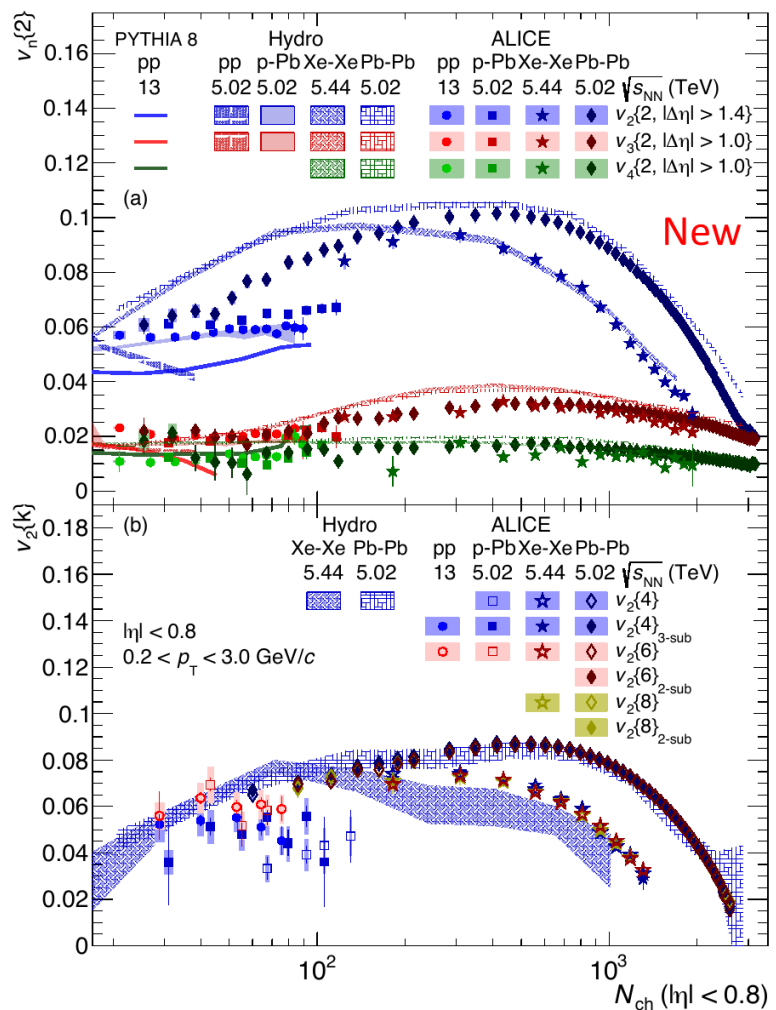 v_n{2}
PYTHIA 8 Hydro ALICE
pp pp p-Pb Xe-Xe Pb-Pb pp p-Pb Xe-Xe Pb-Pb
13 5.02 5.02 5.44 5.02 13 5.02 5.44 5.02 √s_NN (TeV)
v_2{2, |Δη| > 1.4}
v_3{2, |Δη| > 1.0}
v_4{2, |Δη| > 1.0}
(a)
New
0.175
0.15
0.125
0.1
0.08
0.06
0.04
0.02
0
v_2{k}
(b) Hydro ALICE
Xe-Xe Pb-Pb pp p-Pb Xe-Xe Pb-Pb
5.44 5.02 13 5.02 5.44 5.02 √s_NN (TeV)
v_2{4}
v_2{4}_3-sub
v_2{6}
v_2{6}_2-sub
v_2{8}
v_2{8}_2-sub
|η| < 0.8
0.2 < p_T < 3.0 GeV/c
0.18
0.15
0.125
0.1
0.08
0.06
0.04
0.02
0
10^2 10^3
N_ch (|η| < 0.8)